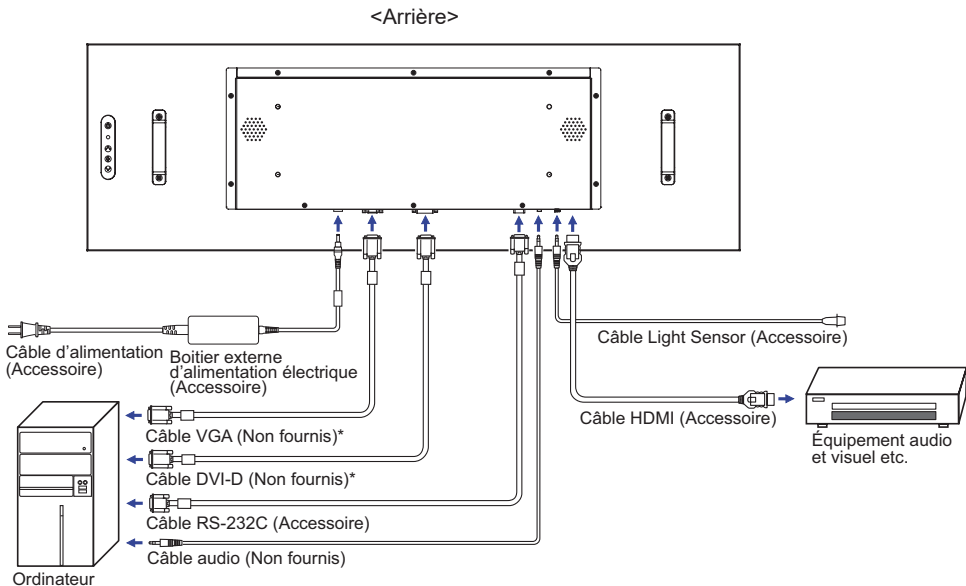 <Arrière>
Câble d'alimentation
(Accessoire)
Boitier externe
d'alimentation électrique
(Accessoire)
Câble Light Sensor (Accessoire)
Câble VGA (Non fournis)*
Câble HDMI (Accessoire)
Équipement audio
et visuel etc.
Câble DVI-D (Non fournis)*
Câble RS-232C (Accessoire)
Câble audio (Non fournis)
Ordinateur